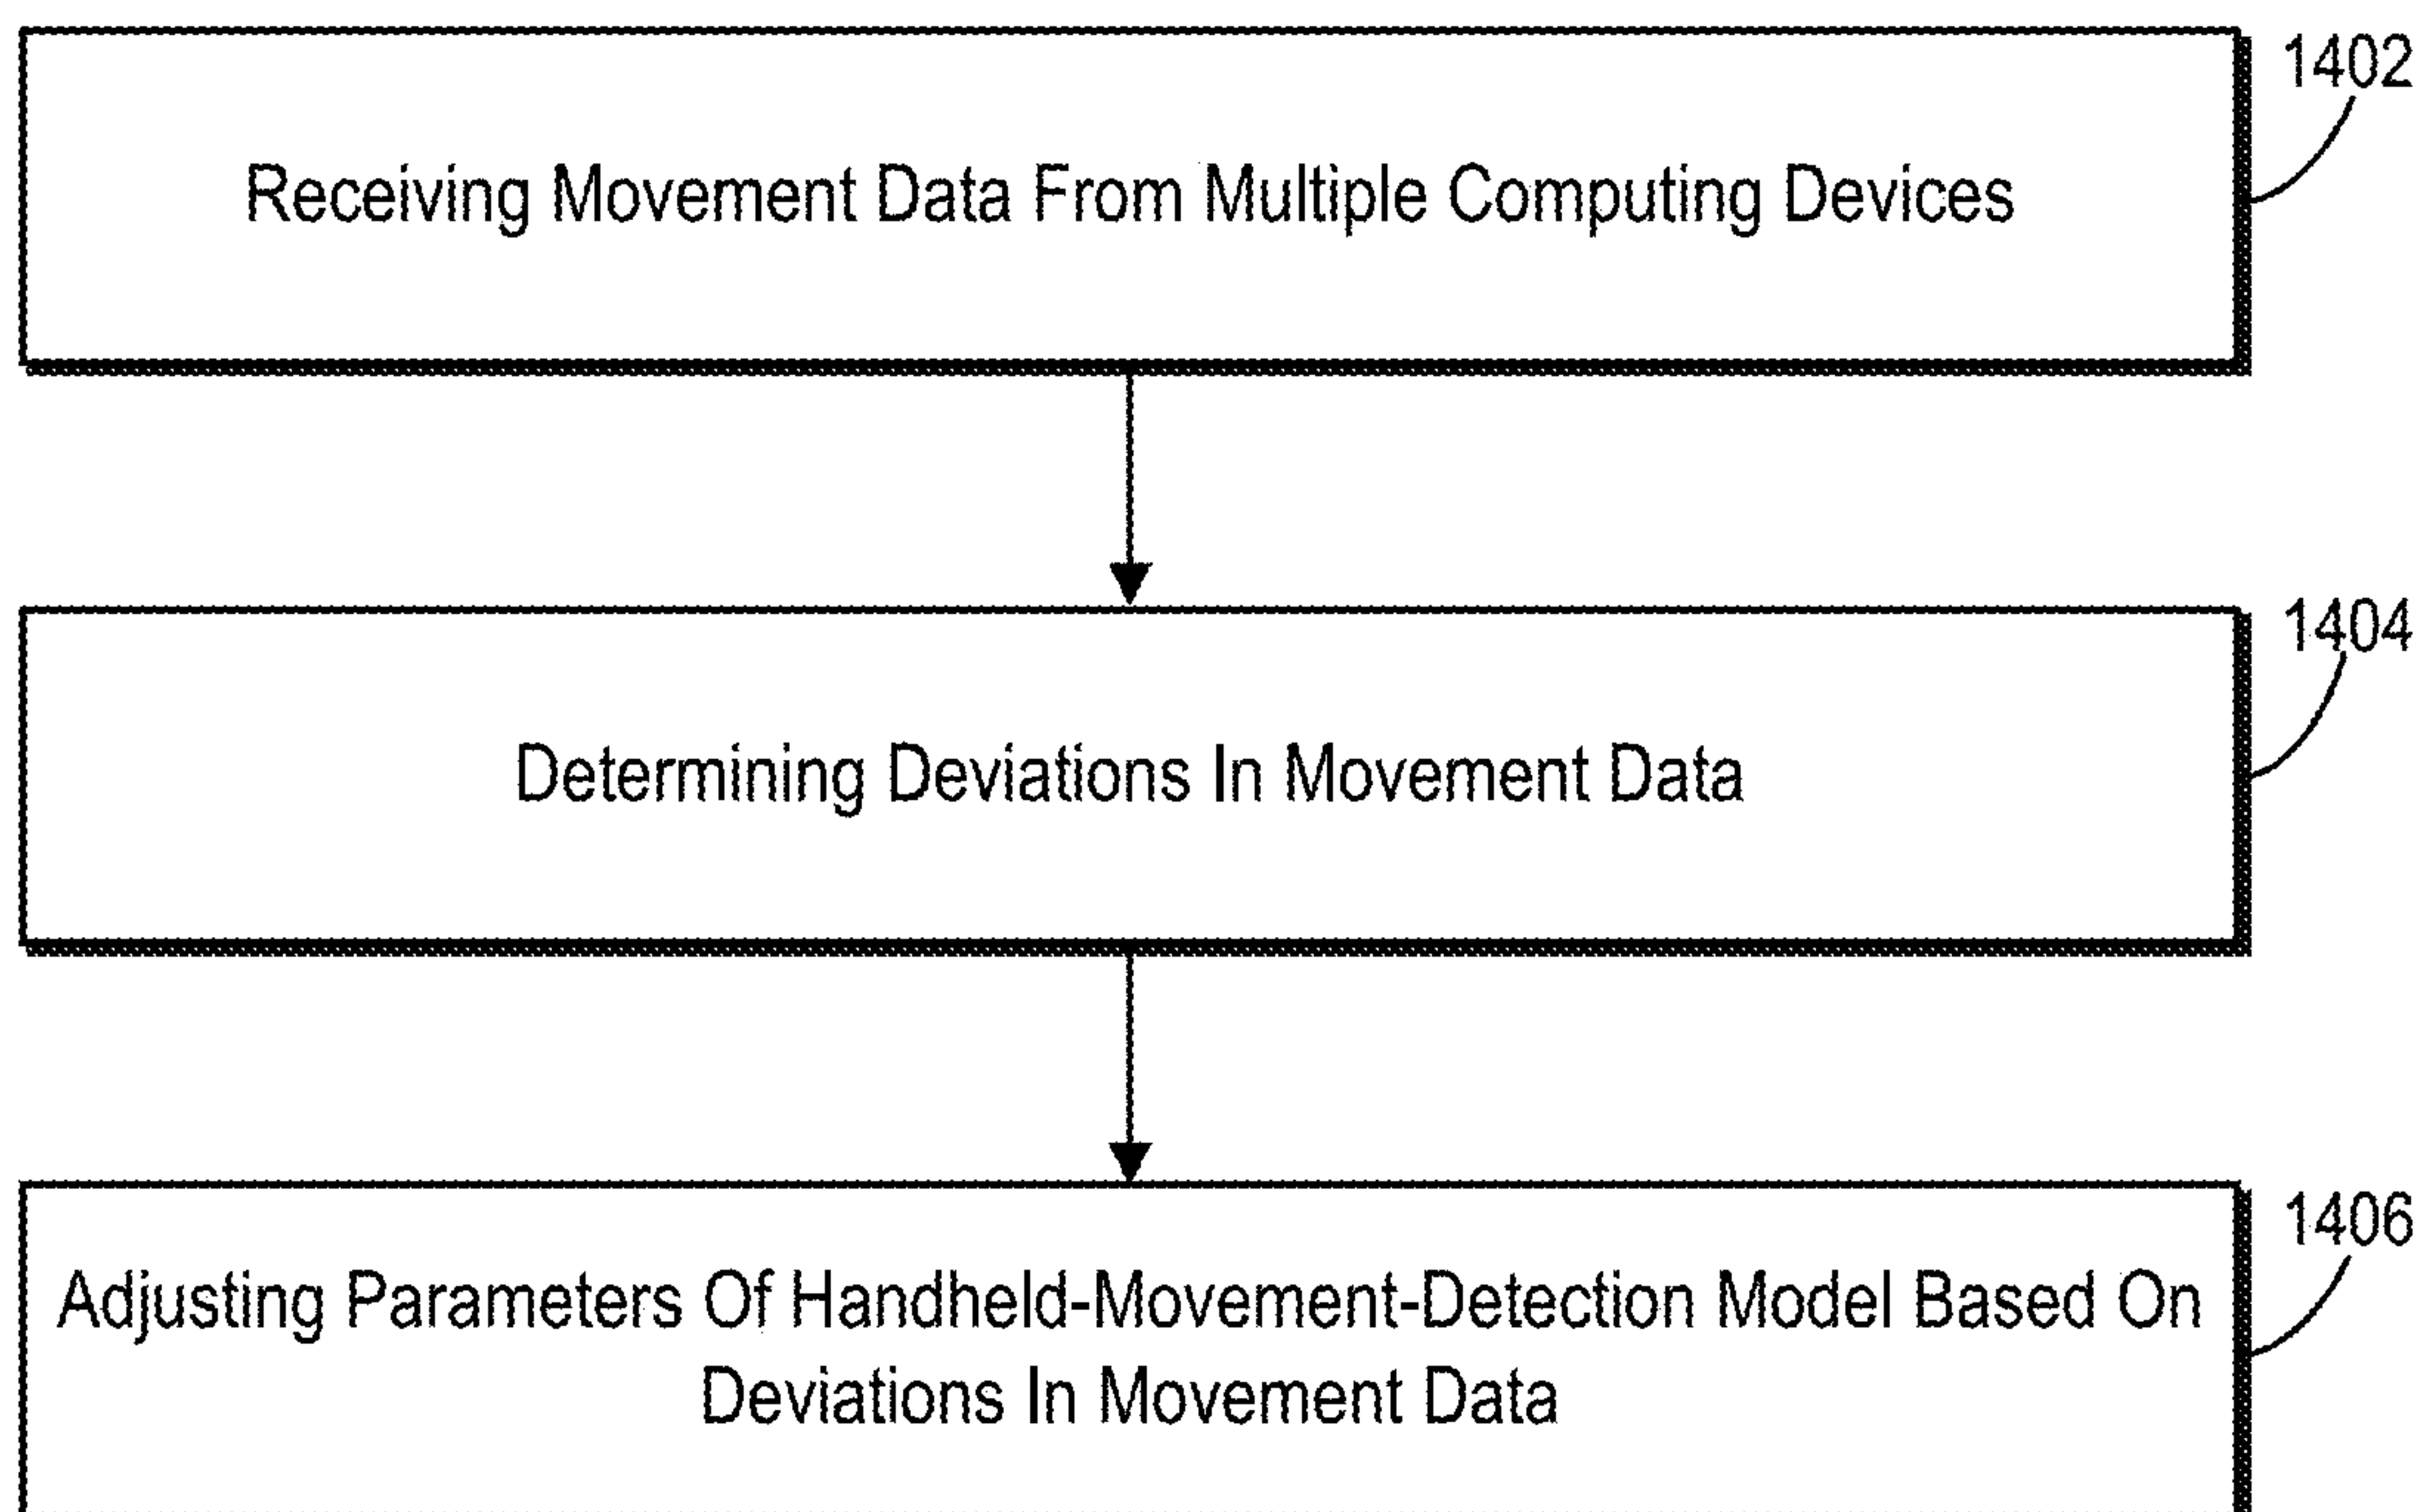 1402
Receiving Movement Data From Multiple Computing Devices
1404
Determining Deviations In Movement Data
1406
Adjusting Parameters Of Handheld-Movement-Detection Model Based On
Deviations In Movement Data